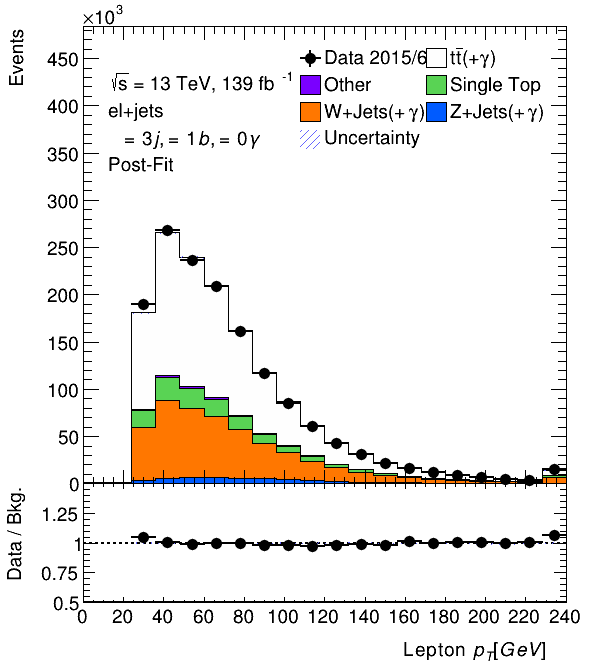 ×10³
Events
450
400
350
300
250
200
150
100
50
0
√s = 13 TeV, 139 fb⁻¹
el+jets
= 3j, = 1b, = 0γ
Post-Fit
Data 2015/6
tt̄(+γ)
Other
Single Top
W+Jets(+γ)
Z+Jets(+γ)
Uncertainty
Data / Bkg.
1.25
1
0.75
0.5
0 20 40 60 80 100 120 140 160 180 200 220 240
Lepton p_T[GeV]